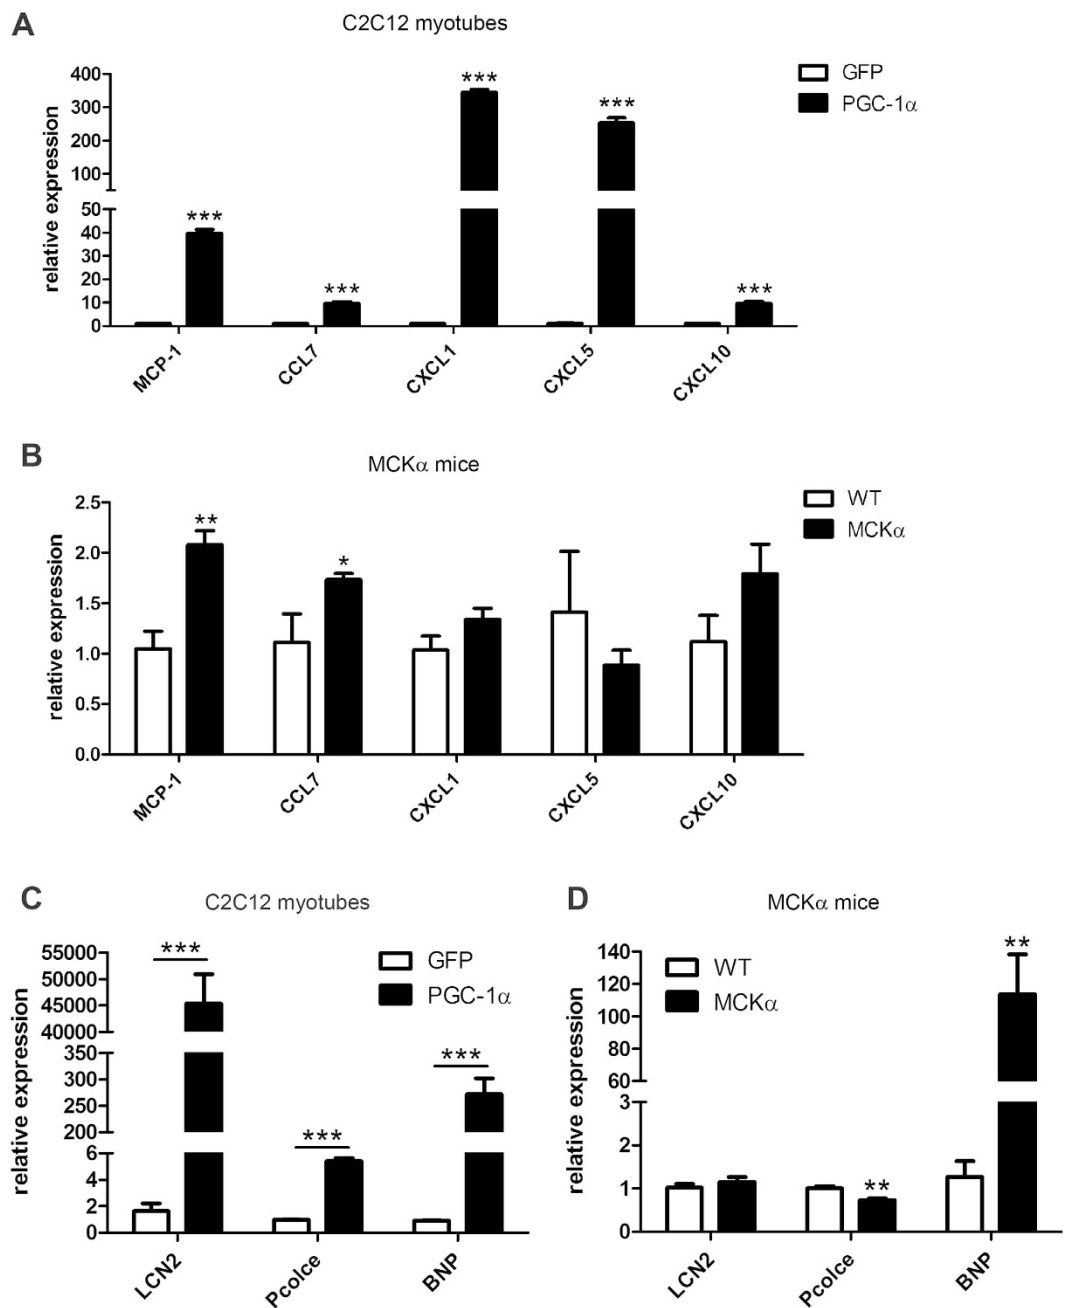 A
C2C12 myotubes
GFP
PGC-1α
relative expression
400
300
200
100
50
40
30
20
10
0
***
***
***
***
***
MCP-1
CCL7
CXCL1
CXCL5
CXCL10
B
MCKα mice
WT
MCKα
relative expression
2.5
2.0
1.5
1.0
0.5
0.0
**
*
MCP-1
CCL7
CXCL1
CXCL5
CXCL10
C
C2C12 myotubes
GFP
PGC-1α
relative expression
55000
50000
45000
40000
350
300
250
200
6
4
2
0
***
***
***
LCN2
Pcolce
BNP
D
MCKα mice
WT
MCKα
relative expression
140
120
100
80
60
3
2
1
0
**
**
LCN2
Pcolce
BNP